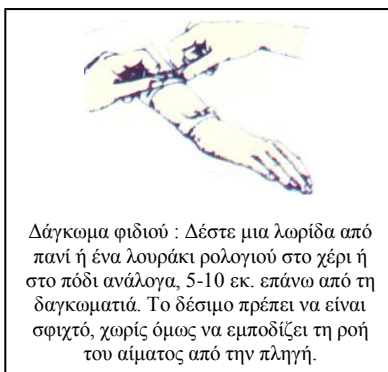 Δάγκωμα φιδιού : Δέστε μια λωρίδα από
πανί ή ένα λουράκι ρολογιού στο χέρι ή
στο πόδι ανάλογα, 5-10 εκ. επάνω από τη
δαγκωματιά. Το δέσιμο πρέπει να είναι
σφιχτό, χωρίς όμως να εμποδίζει τη ροή
του αίματος από την πληγή.